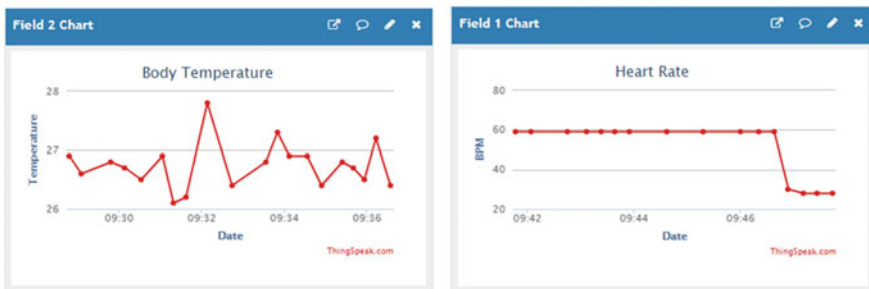 Field 2 Chart
Body Temperature
Temperature
28
27
26
09:30 09:32 09:34 09:36
Date
ThingSpeak.com
Field 1 Chart
Heart Rate
BPM
80
60
40
20
09:42 09:44 09:46
Date
ThingSpeak.com